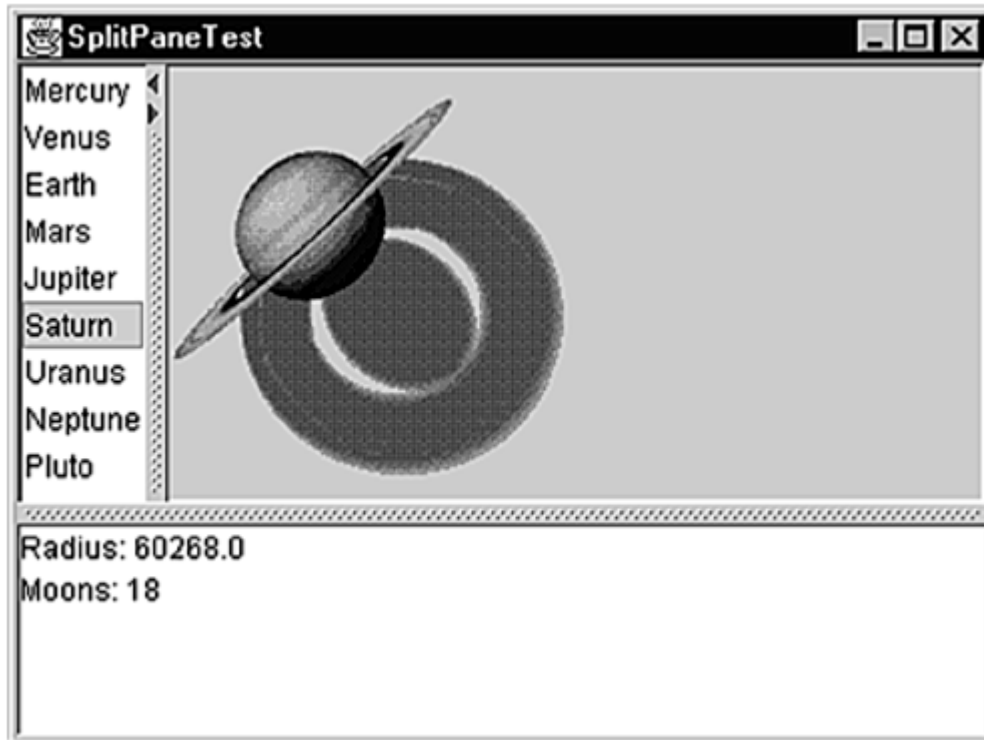 SplitPaneTest
Mercury
Venus
Earth
Mars
Jupiter
Saturn
Uranus
Neptune
Pluto
Radius: 60268.0
Moons: 18